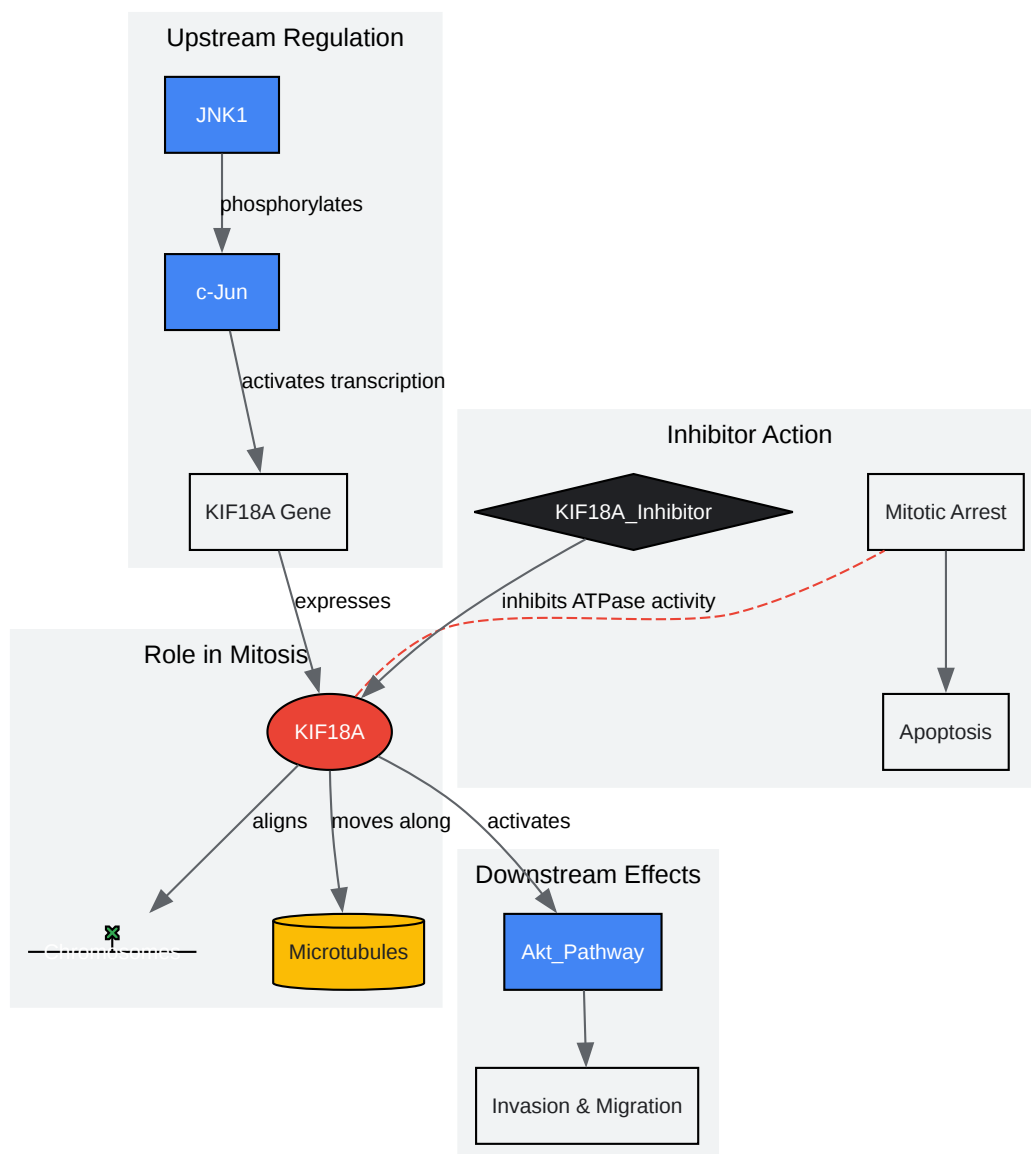 Upstream Regulation
JNK1
phosphorylates
c-Jun
activates transcription
KIF18A Gene
expresses
Inhibitor Action
KIF18A_Inhibitor
Mitotic Arrest
inhibits ATPase activity
Apoptosis
Role in Mitosis
KIF18A
aligns
moves along
activates
Chromosomes
Microtubules
Downstream Effects
Akt_Pathway
Invasion & Migration